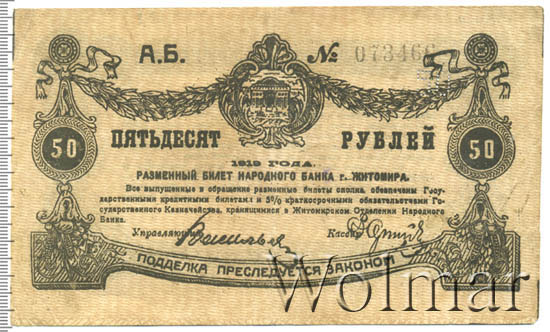 А.Б. №
50 ПЯТЬДЕСЯТ РУБЛЕЙ 50
1919 ГОДА.
РАЗМЕННЫЙ БИЛЕТ НАРОДНОГО БАНКА г. ЖИТОМИРА.
Все выпущенные в обращение разменные билеты сполна обеспечены Госу-
дарственными кредитными билетами и 5% краткосрочными обязательствами Го-
сударственного Казначейства, хранящимися в Житомирском Отделении Народного
Банка.
Управляющий Кассир
ПОДДЕЛКА ПРЕСЛЕДУЕТСЯ ЗАКОНОМ
Wolmar